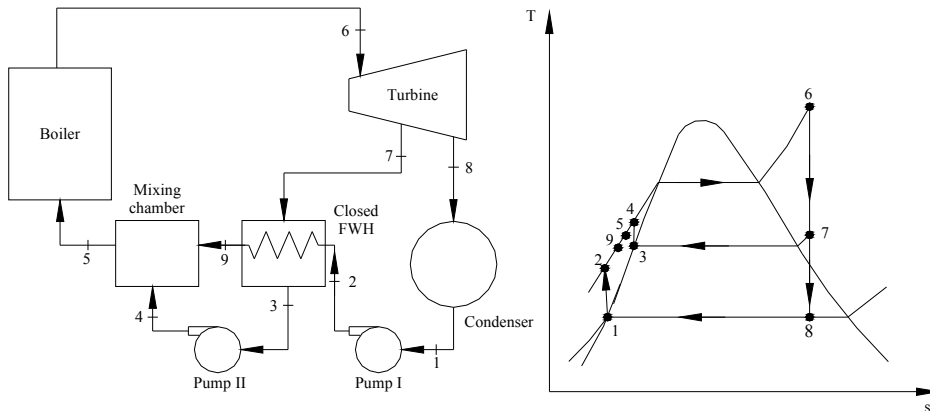 6
Turbine
Boiler
7
8
Mixing
chamber
Closed
FWH
5
9
2
4
3
Condenser
1
Pump II
Pump I
T
6
4
5
9
3
7
2
1
8
s